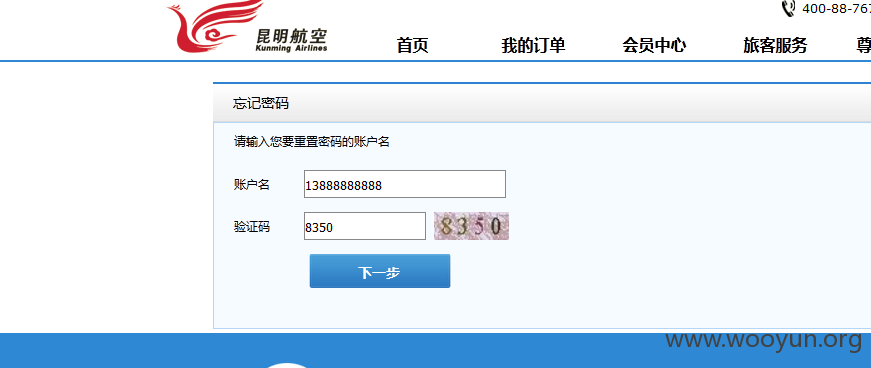 昆明航空
Kunming Airlines
400-88-767
首页 我的订单 会员中心 旅客服务 尊
忘记密码
请输入您要重置密码的账户名
账户名 13888888888
验证码 8350 8350
下一步
www.wooyun.org